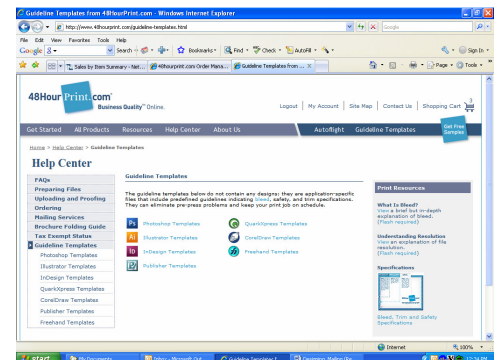 Guideline Templates from 48HourPrint.com - Windows Internet Explorer
http://www.48hourprint.com/guideline-templates.html
Google
File Edit View Favorites Tools Help
Google Search Bookmarks Find Check AutoFill Sign In
Sales by Item Summary - Net... 48hourprint.com Order Mana... Guideline Templates from ... Page Tools
48HourPrint.com
Business Quality™ Online.
Logout My Account Site Map Contact Us Shopping Cart 3
Get Started All Products Resources Help Center About Us Autoflight Guideline Templates Get Free Samples
Home > Help Center > Guideline Templates
Help Center
FAQs
Preparing Files
Uploading and Proofing
Ordering
Mailing Services
Brochure Folding Guide
Tax Exempt Status
Guideline Templates
Photoshop Templates
Illustrator Templates
InDesign Templates
QuarkXpress Templates
CorelDraw Templates
Publisher Templates
Freehand Templates
Guideline Templates
The guideline templates below do not contain any designs; they are application-specific
files that include predefined guidelines indicating bleed, safety, and trim specifications.
They can eliminate pre-press problems and keep your print job on schedule.
Ps Photoshop Templates
Ai Illustrator Templates
Id InDesign Templates
Publisher Templates
QuarkXpress Templates
CorelDraw Templates
Freehand Templates
Print Resources
What Is Bleed?
View a brief but in-depth
explanation of bleed.
(Flash required)
Understanding Resolution
View an explanation of file
resolution.
(Flash required)
Specifications
Bleed, Trim and Safety
Specifications
Internet 100%
start My Documents Inbox - Microsoft Out... Guideline Templates f...